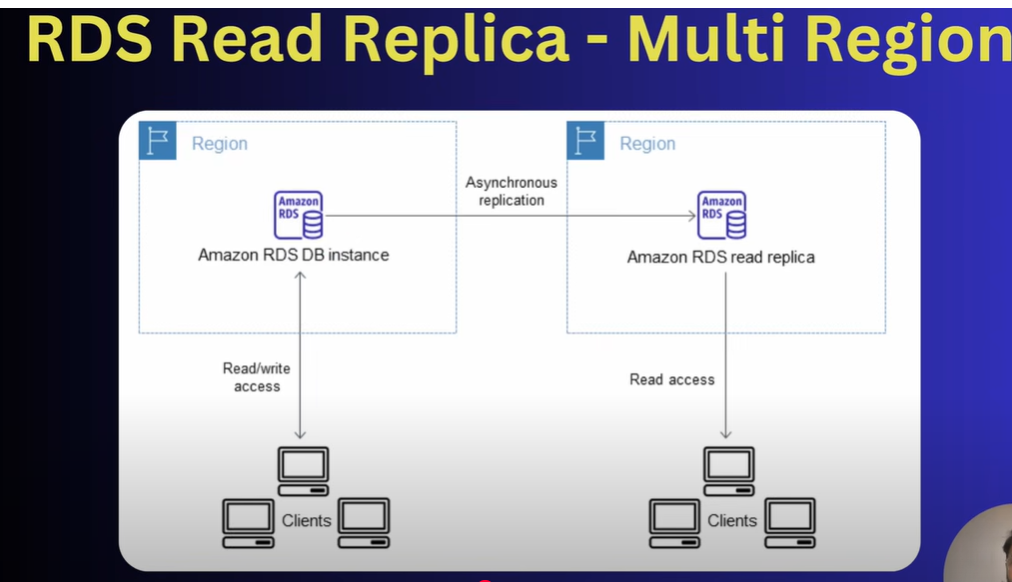 RDS Read Replica - Multi Region
Region
Region
Asynchronous
replication
Amazon
RDS
Amazon
RDS
Amazon RDS DB instance
Amazon RDS read replica
Read/write
access
Read access
Clients
Clients